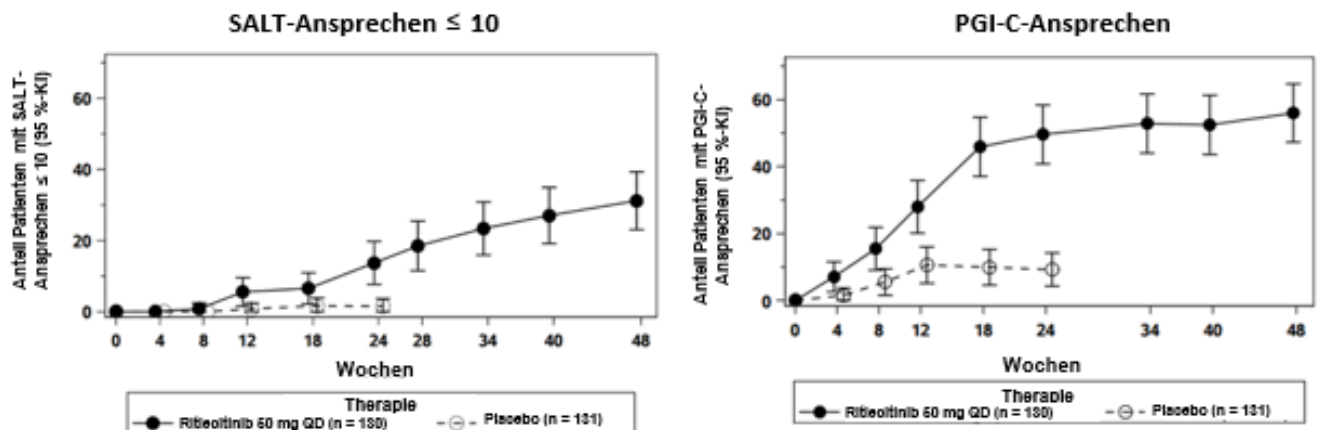 SALT-Ansprechen ≤ 10
Anteil Patienten mit SALT-
Ansprechen ≤ 10 (95 %-KI)
60
40
20
0
0 4 8 12 18 24 28 34 40 48
Wochen
Therapie
Ritlecitinib 50 mg QD (n = 130) Placebo (n = 131)
PGI-C-Ansprechen
Anteil Patienten mit PGI-C-
Ansprechen (95 %-KI)
60
40
20
0
0 4 8 12 18 24 34 40 48
Wochen
Therapie
Ritlecitinib 50 mg QD (n = 130) Placebo (n = 131)